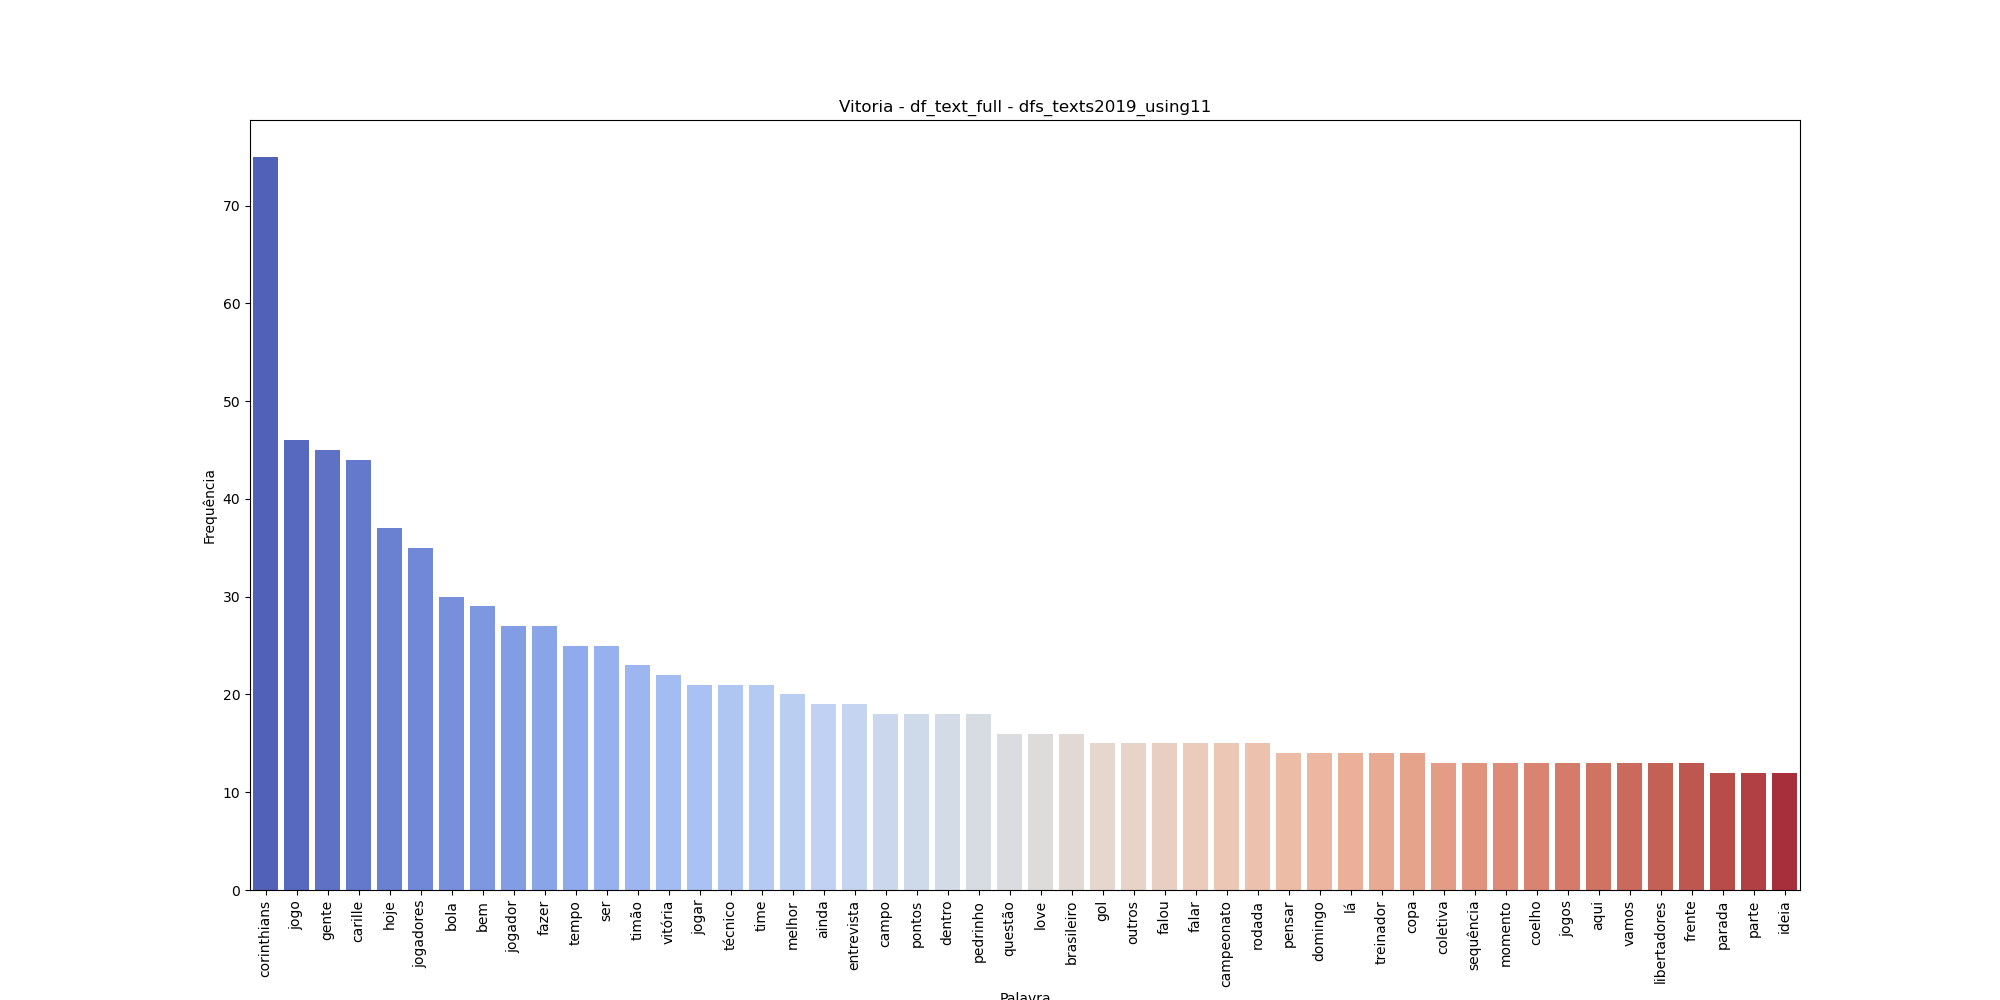 Vitoria - df_text_full - dfs_texts2019_using11
Frequência
70
60
50
40
30
20
10
0
corinthians
jogo
gente
carille
hoje
jogadores
bola
bem
jogador
fazer
tempo
ser
timão
vitória
jogar
técnico
time
melhor
ainda
entrevista
campo
pontos
dentro
pedrinho
questão
love
brasileiro
gol
outros
falou
falar
campeonato
rodada
pensar
domingo
lá
treinador
copa
coletiva
sequência
momento
coelho
jogos
aqui
vamos
libertadores
frente
parada
parte
ideia
Palavra